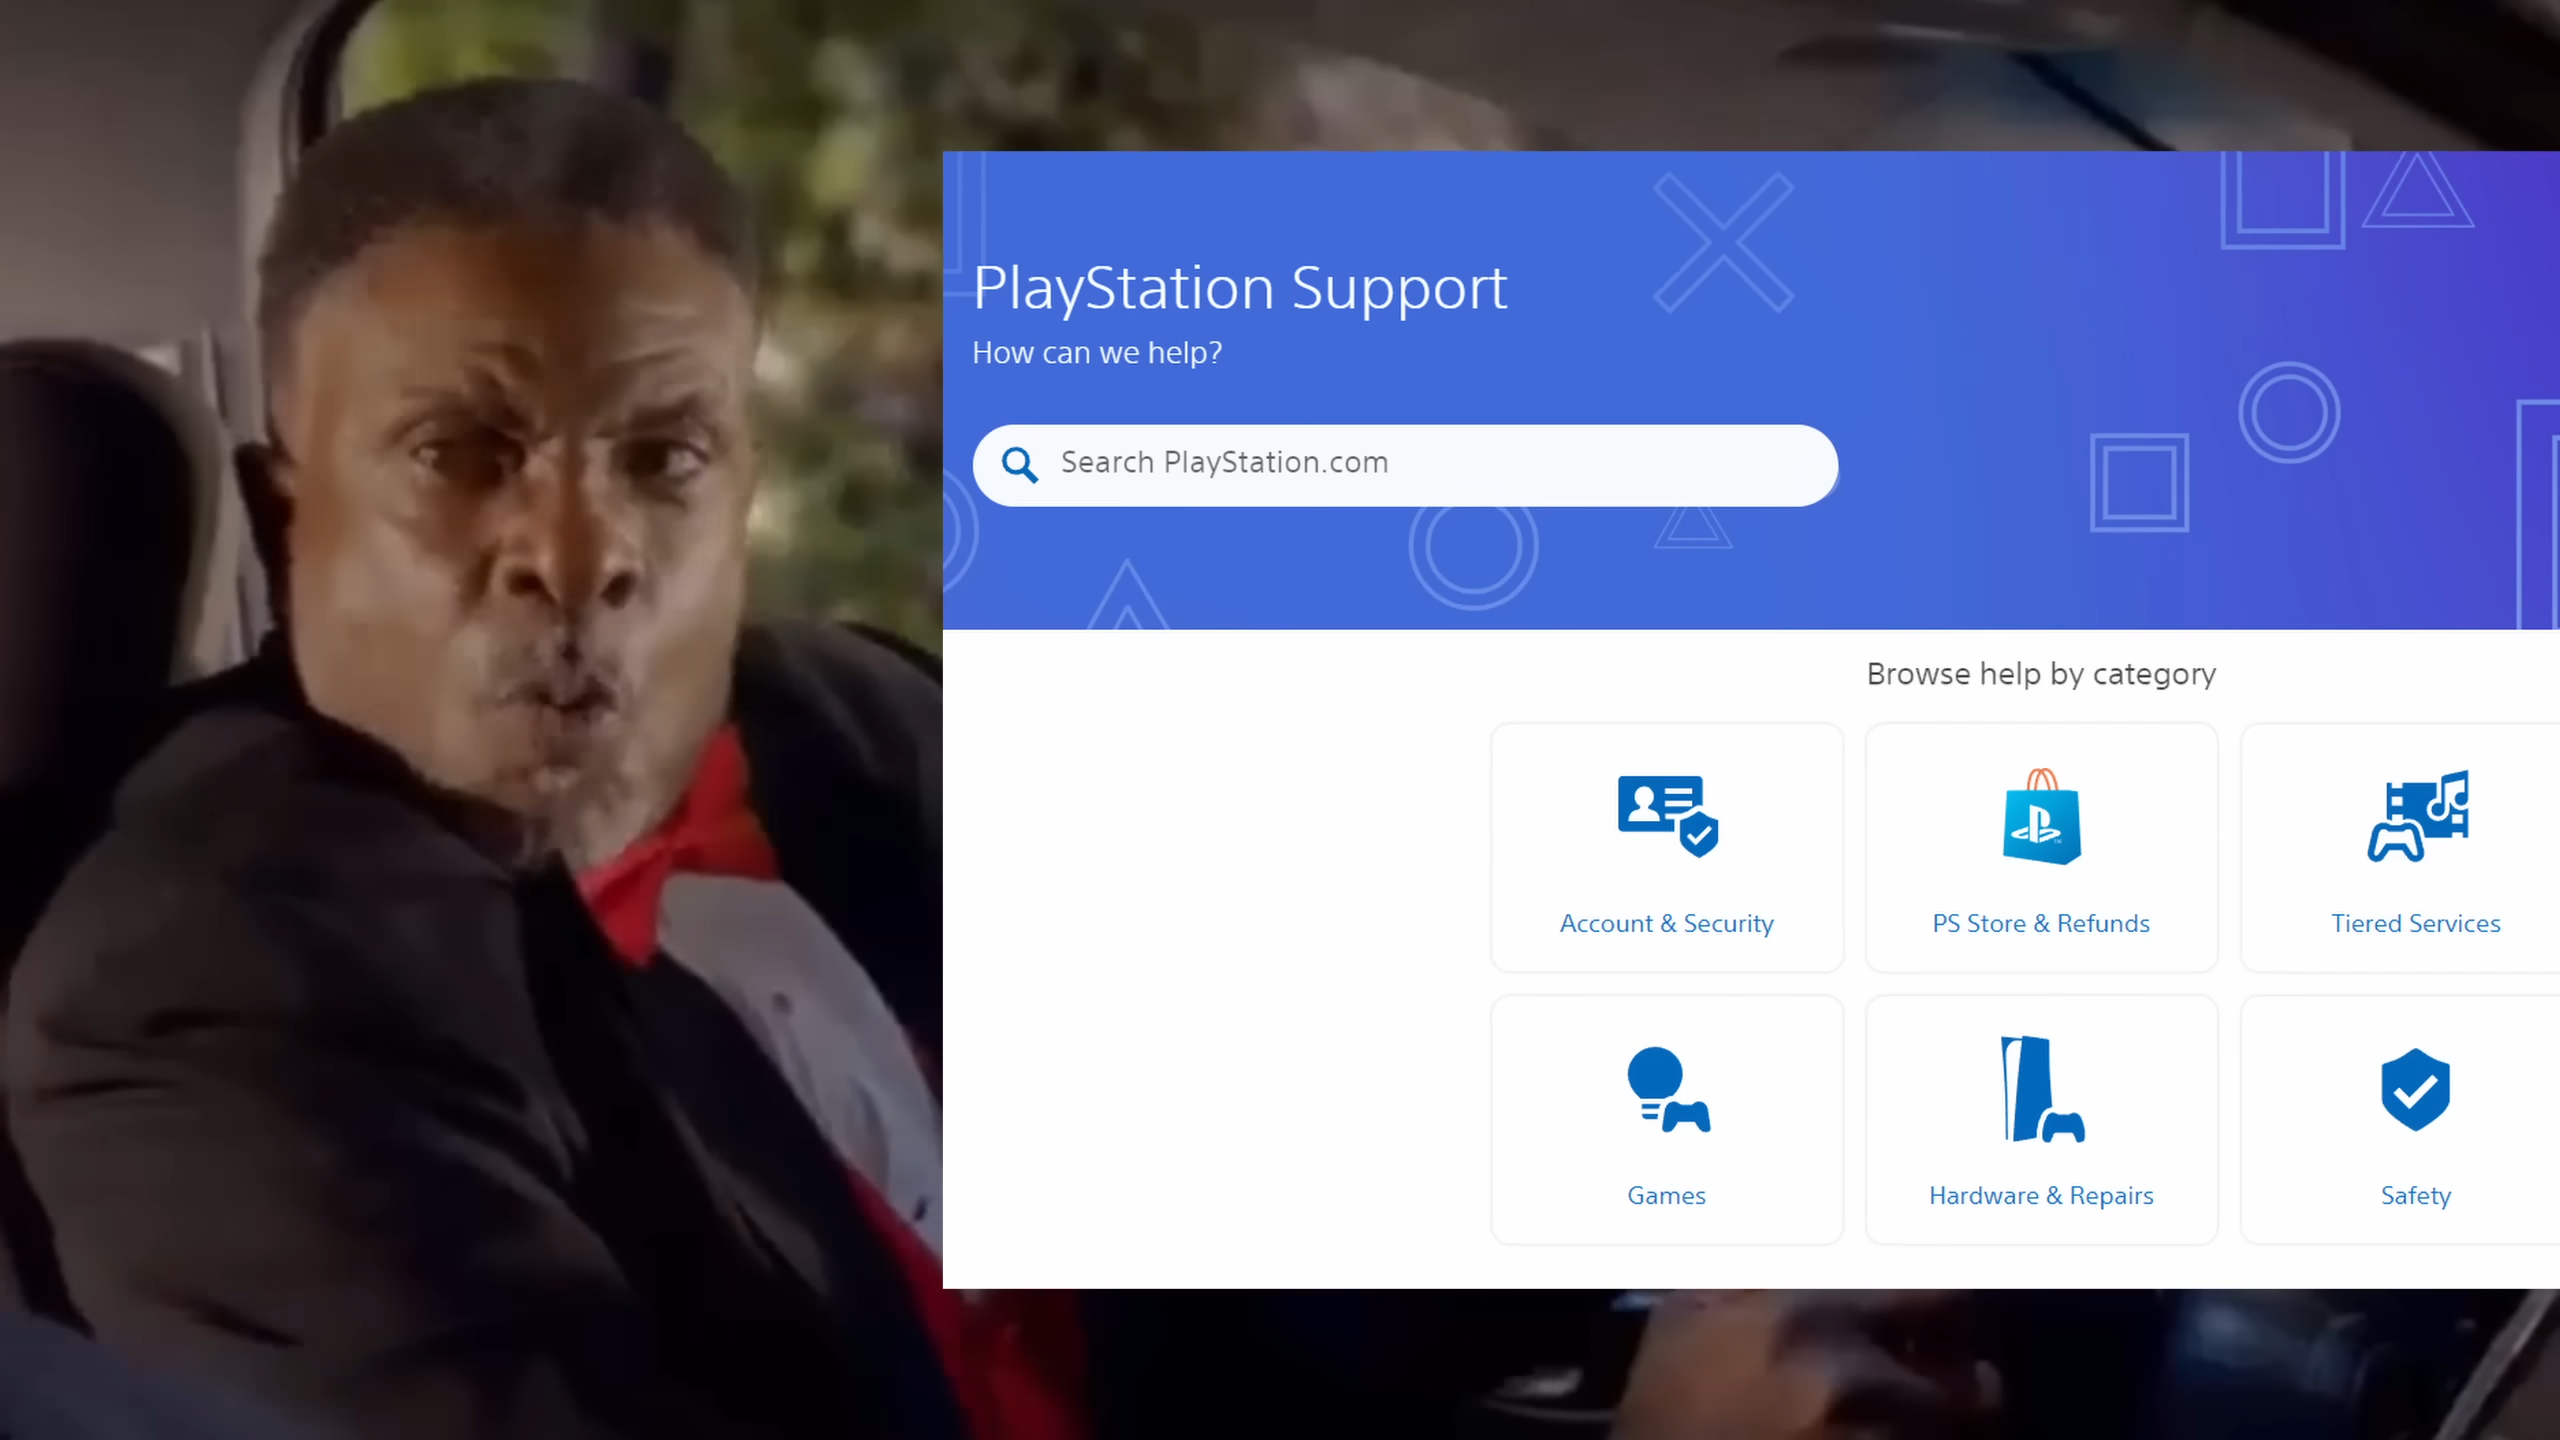 PlayStation Support
How can we help?
Search PlayStation.com
Browse help by category
Account & Security
PS Store & Refunds
Tiered Services
Games
Hardware & Repairs
Safety